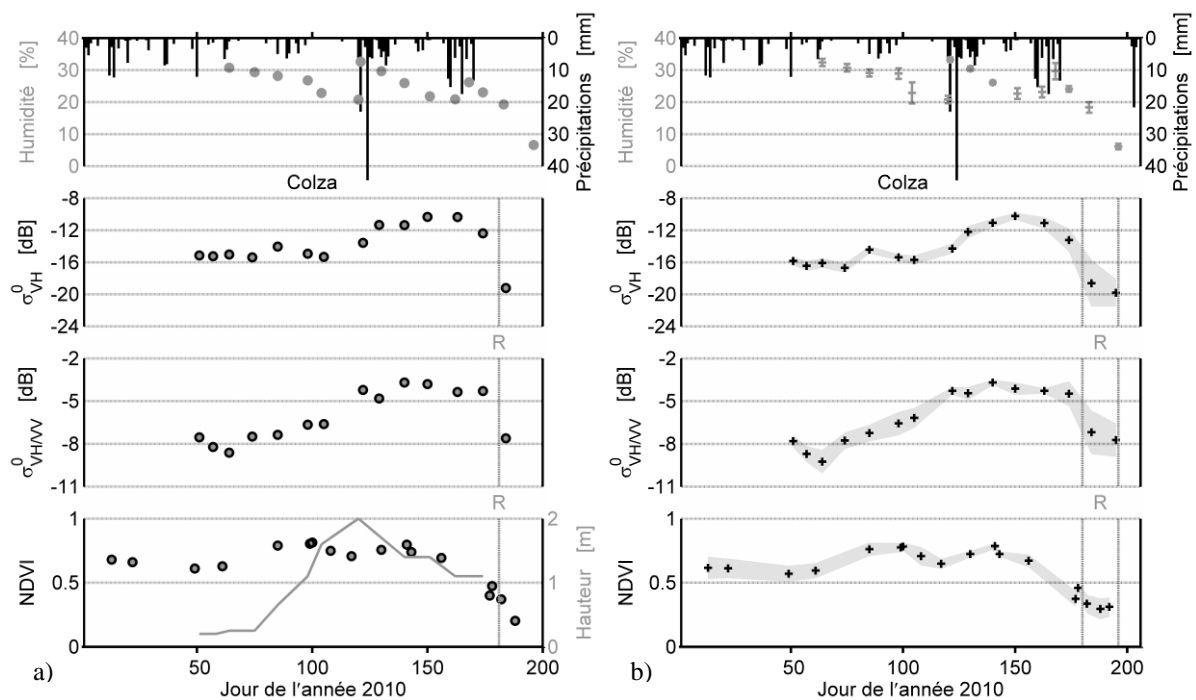 40 30 20 10 0
Humidité [%]
0 10 20 30 40
Précipitations [mm]
Colza
-8 -12 -16 -20 -24
σ⁰VH [dB]
R
-2 -5 -8 -11
σ⁰VH/VV [dB]
R
1 0.5 0
NDVI
2 1 0
Hauteur [m]
50 100 150 200
a)
Jour de l'année 2010
40 30 20 10 0
Humidité [%]
0 10 20 30 40
Précipitations [mm]
Colza
-8 -12 -16 -20 -24
σ⁰VH [dB]
R
-2 -5 -8 -11
σ⁰VH/VV [dB]
R
1 0.5 0
NDVI
50 100 150 200
b)
Jour de l'année 2010